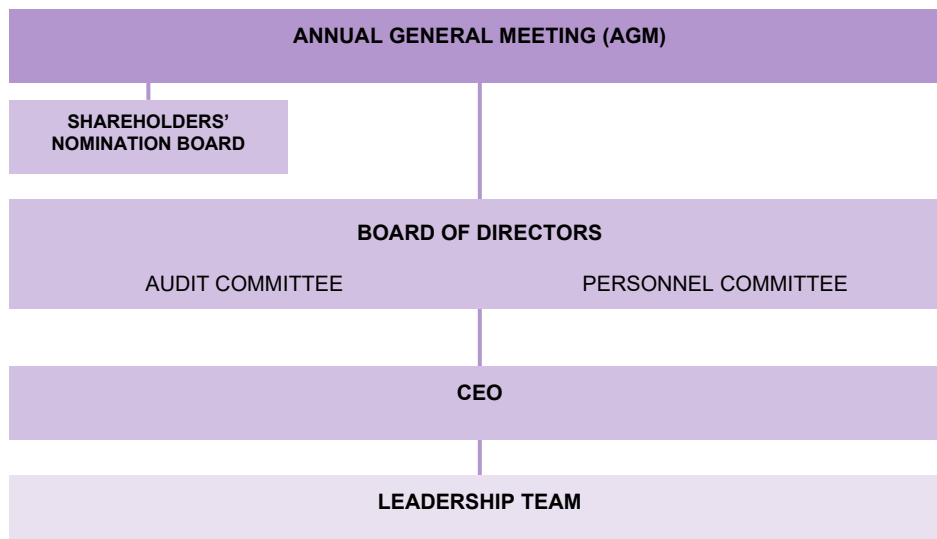 ANNUAL GENERAL MEETING (AGM)
SHAREHOLDERS’
NOMINATION BOARD
BOARD OF DIRECTORS
AUDIT COMMITTEE
PERSONNEL COMMITTEE
CEO
LEADERSHIP TEAM